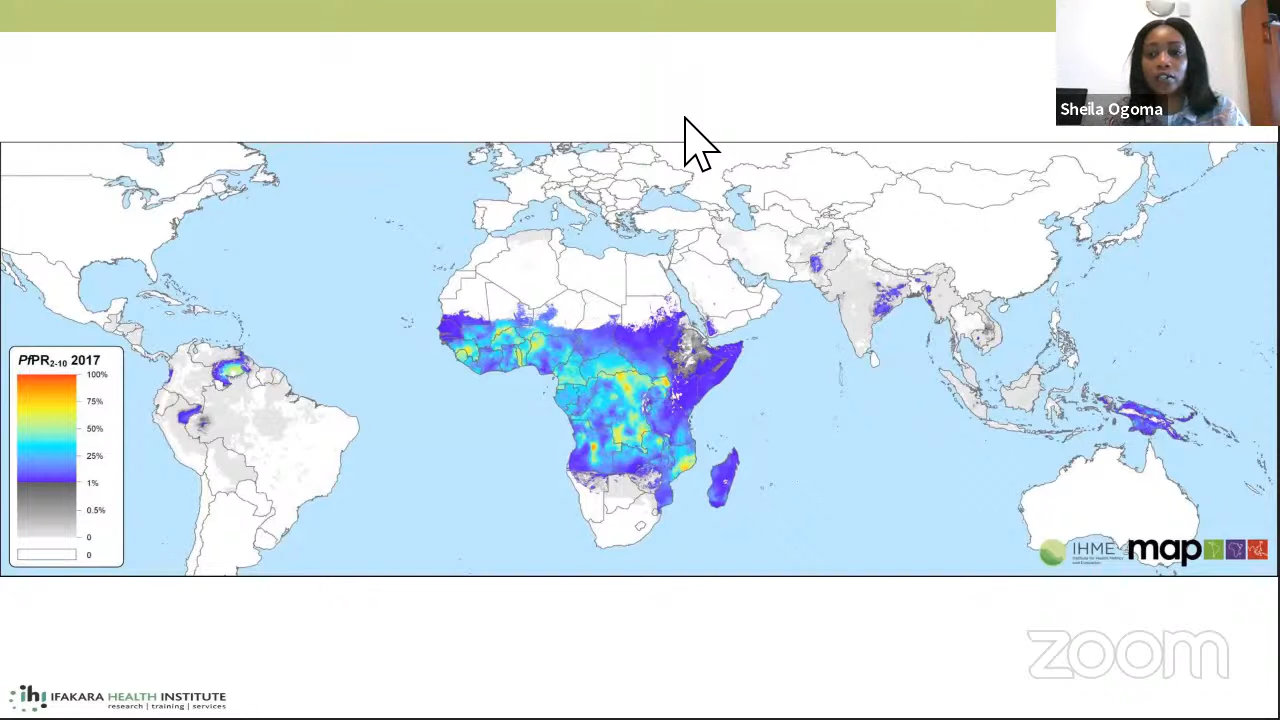 Sheila Ogoma
PfPR2-10 2017
100%
75%
50%
25%
1%
0.5%
0
0
IHME
map
zoom
IFAKARA HEALTH INSTITUTE
research | training | services